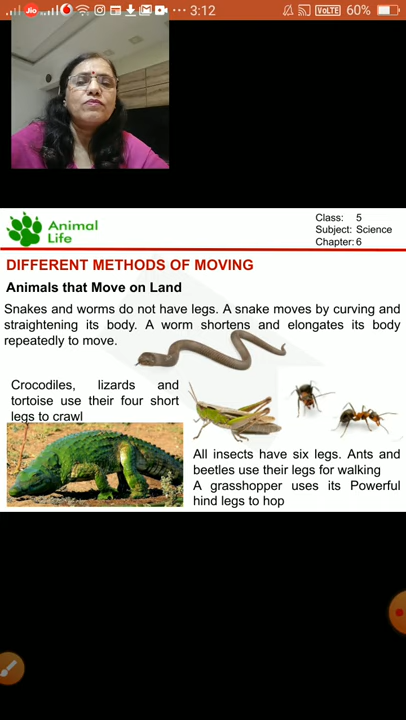 Jio
3:12
VoLTE
60%
Animal
Life
Class: 5
Subject: Science
Chapter: 6
DIFFERENT METHODS OF MOVING
Animals that Move on Land
Snakes and worms do not have legs. A snake moves by curving and
straightening its body. A worm shortens and elongates its body
repeatedly to move.
Crocodiles, lizards and
tortoise use their four short
legs to crawl
All insects have six legs. Ants and
beetles use their legs for walking
A grasshopper uses its Powerful
hind legs to hop